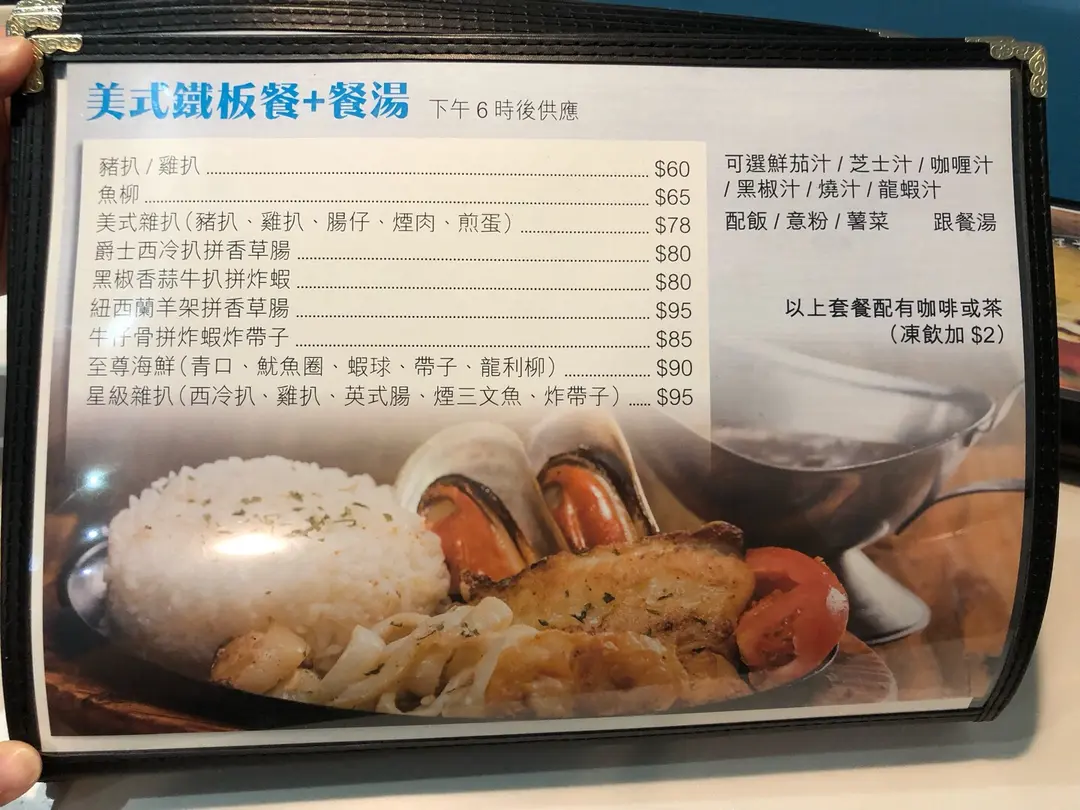 美式鐵板餐+餐湯 下午6時後供應
豬扒 / 雞扒 $60
魚柳 $65
美式雜扒(豬扒、雞扒、腸仔、煙肉、煎蛋) $78
爵士西冷扒拼香草腸 $80
黑椒香蒜牛扒拼炸蝦 $80
紐西蘭羊架拼香草腸 $95
牛仔骨拼炸蝦炸帶子 $85
至尊海鮮(青口、魷魚圈、蝦球、帶子、龍利柳) $90
星級雜扒(西冷扒、雞扒、英式腸、煙三文魚、炸帶子) $95
可選鮮茄汁 / 芝士汁 / 咖喱汁
/ 黑椒汁 / 燒汁 / 龍蝦汁
配飯 / 意粉 / 薯菜 跟餐湯
以上套餐配有咖啡或茶
(凍飲加 $2)